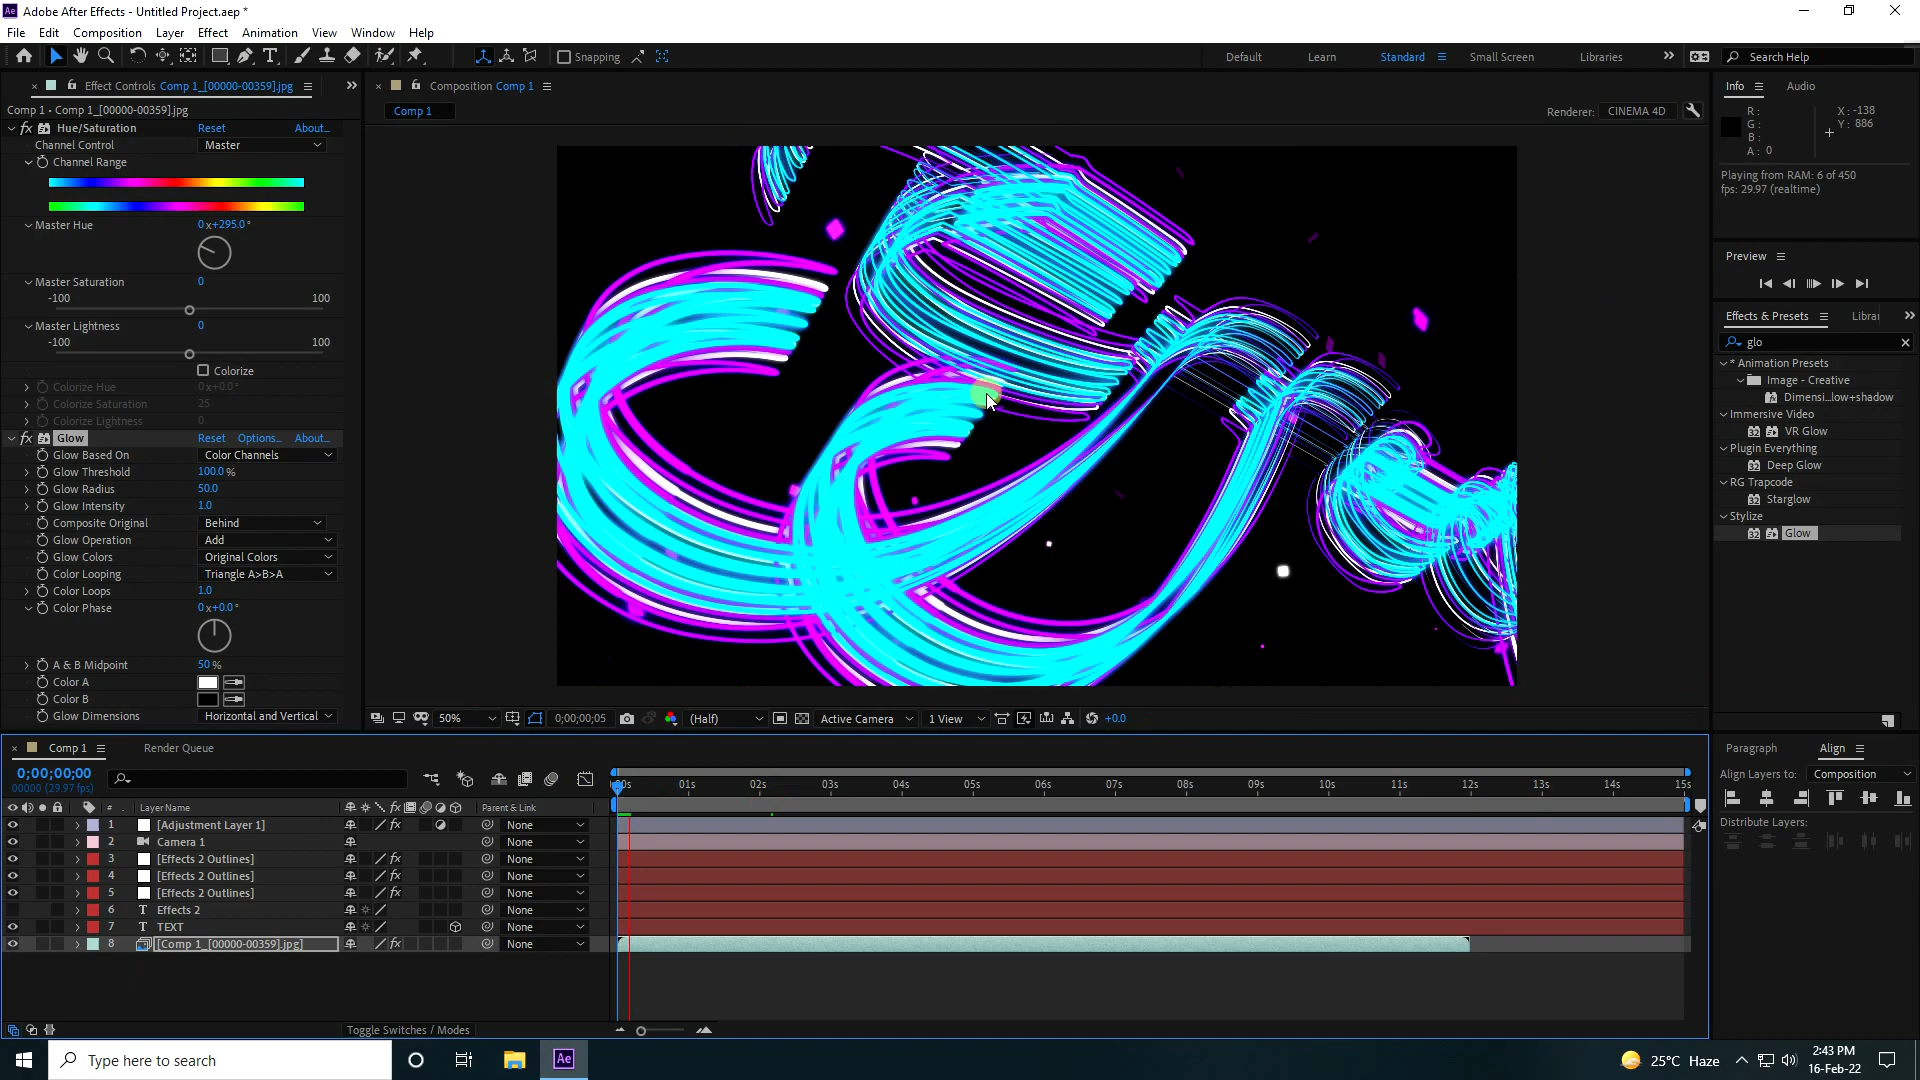 Adobe After Effects - Untitled Project.aep *
File Edit Composition Layer Effect Animation View Window Help
Snapping
Default Learn Standard Small Screen Libraries
Search Help
Effect Controls Comp 1_[00000-00359].jpg
Comp 1 • Comp 1_[00000-00359].jpg
Hue/Saturation Reset About...
Channel Control Master
Channel Range
Master Hue 0x+295.0°
Master Saturation 0
-100 100
Master Lightness 0
-100 100
Colorize
Colorize Hue 0x+0.0°
Colorize Saturation 25
Colorize Lightness 0
Glow Reset Options... About...
Glow Based On Color Channels
Glow Threshold 100.0%
Glow Radius 50.0
Glow Intensity 1.0
Composite Original Behind
Glow Operation Add
Glow Colors Original Colors
Color Looping Triangle A>B>A
Color Loops 1.0
Color Phase 0x+0.0°
A & B Midpoint 50%
Color A
Color B
Glow Dimensions Horizontal and Vertical
Composition Comp 1
Comp 1
Renderer: CINEMA 4D
50% 0;00;00;05 (Half) Active Camera 1 View +0.0
Info Audio
R: X: -138
G: Y: 886
B:
A: 0
Playing from RAM: 6 of 450
fps: 29.97 (realtime)
Preview
Effects & Presets Librar
glo
* Animation Presets
Image - Creative
Dimensi...low+shadow
Immersive Video
VR Glow
Plugin Everything
Deep Glow
RG Trapcode
Starglow
Stylize
Glow
Comp 1 Render Queue
0;00;00;00
00000 (29.97 fps)
# Layer Name Parent & Link
1 [Adjustment Layer 1] None
2 Camera 1 None
3 [Effects 2 Outlines] None
4 [Effects 2 Outlines] None
5 [Effects 2 Outlines] None
6 T Effects 2 None
7 T TEXT None
8 [Comp 1_[00000-00359].jpg] None
00s 01s 02s 03s 04s 05s 06s 07s 08s 09s 10s 11s 12s 13s 14s 15s
Toggle Switches / Modes
Paragraph Align
Align Layers to: Composition
Distribute Layers:
Type here to search
Ae
25°C Haze
2:43 PM
16-Feb-22